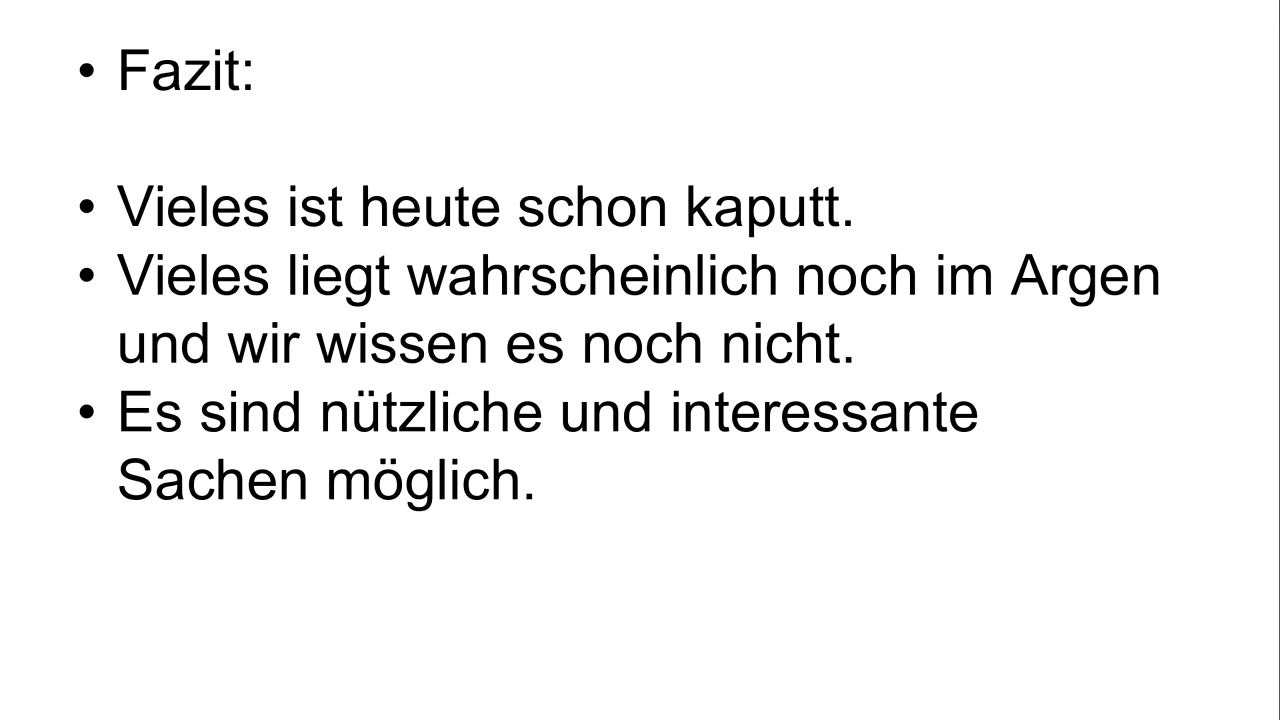 • Fazit:
• Vieles ist heute schon kaputt.
• Vieles liegt wahrscheinlich noch im Argen
und wir wissen es noch nicht.
• Es sind nützliche und interessante
Sachen möglich.